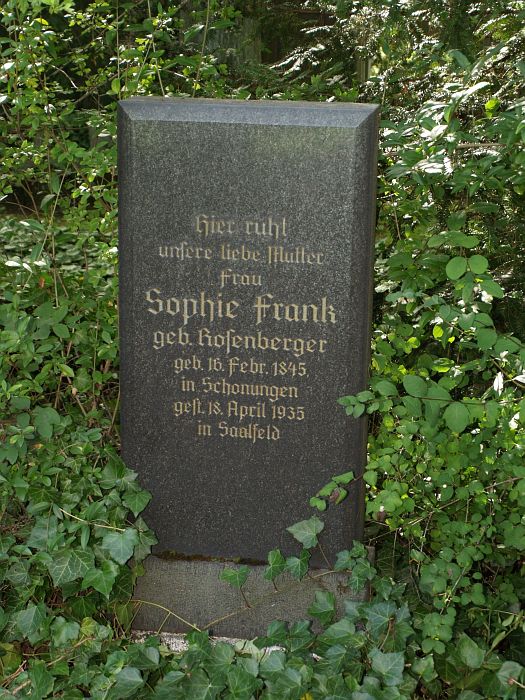 Hier ruht
unsere liebe Mutter
Frau
Sophie Frank
geb. Rosenberger
geb. 16. Febr. 1845.
in Schonungen
gest. 18. April 1935
in Saalfeld